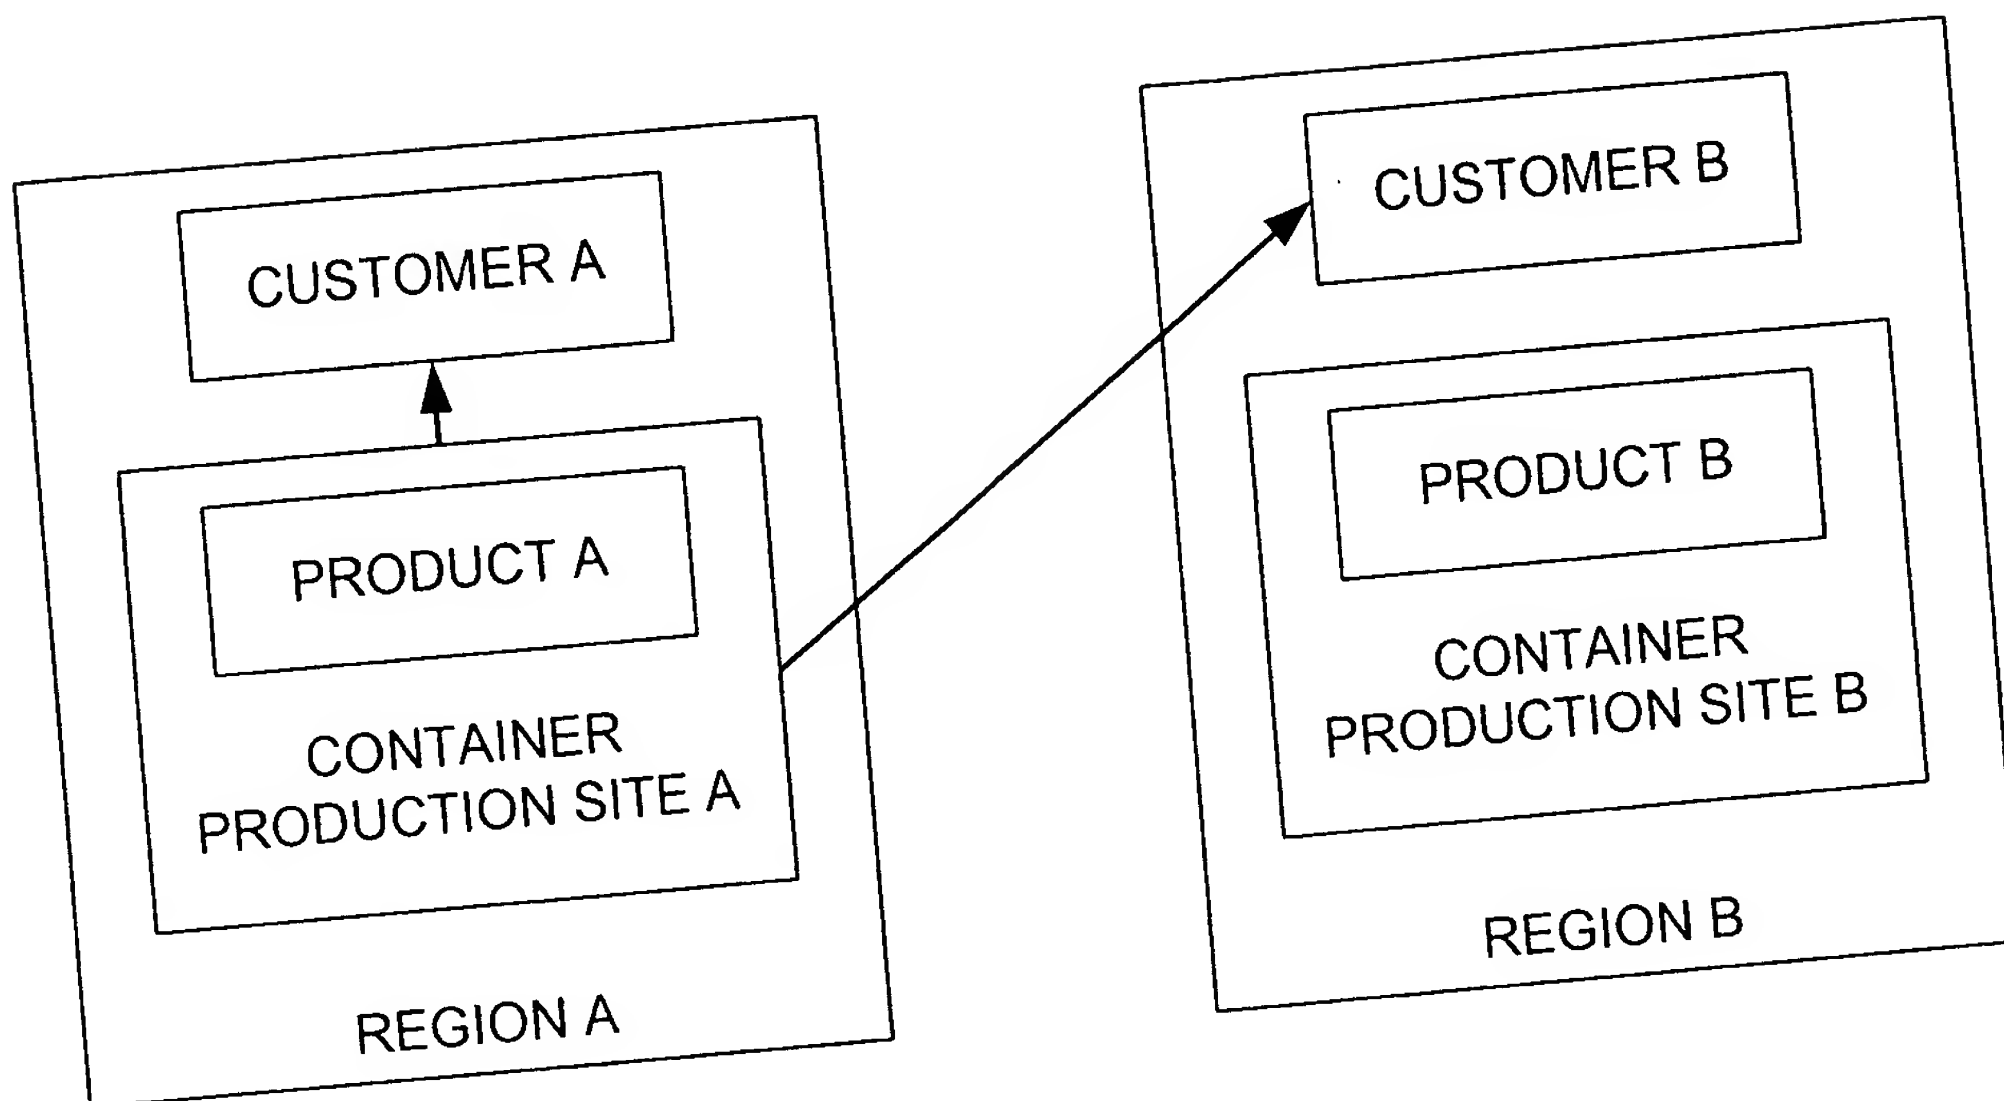 CUSTOMER A
PRODUCT A
CONTAINER
PRODUCTION SITE A
REGION A
CUSTOMER B
PRODUCT B
CONTAINER
PRODUCTION SITE B
REGION B